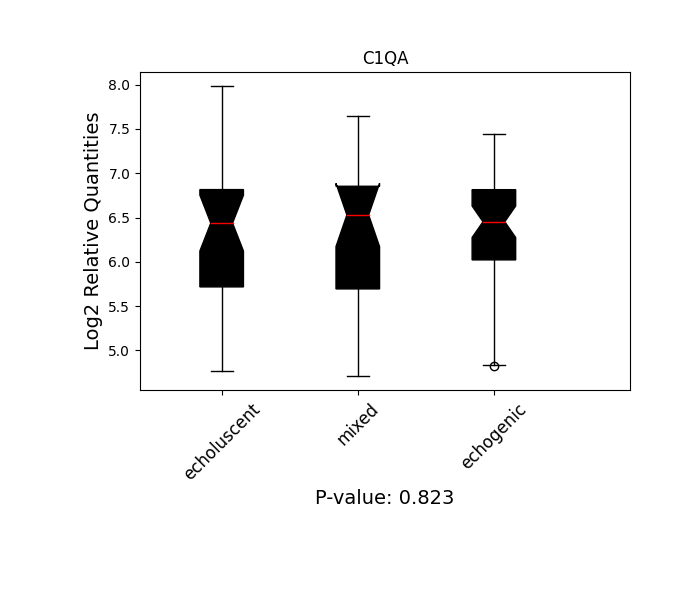 C1QA
Log2 Relative Quantities
8.0
7.5
7.0
6.5
6.0
5.5
5.0
echoluscent
mixed
echogenic
P-value: 0.823